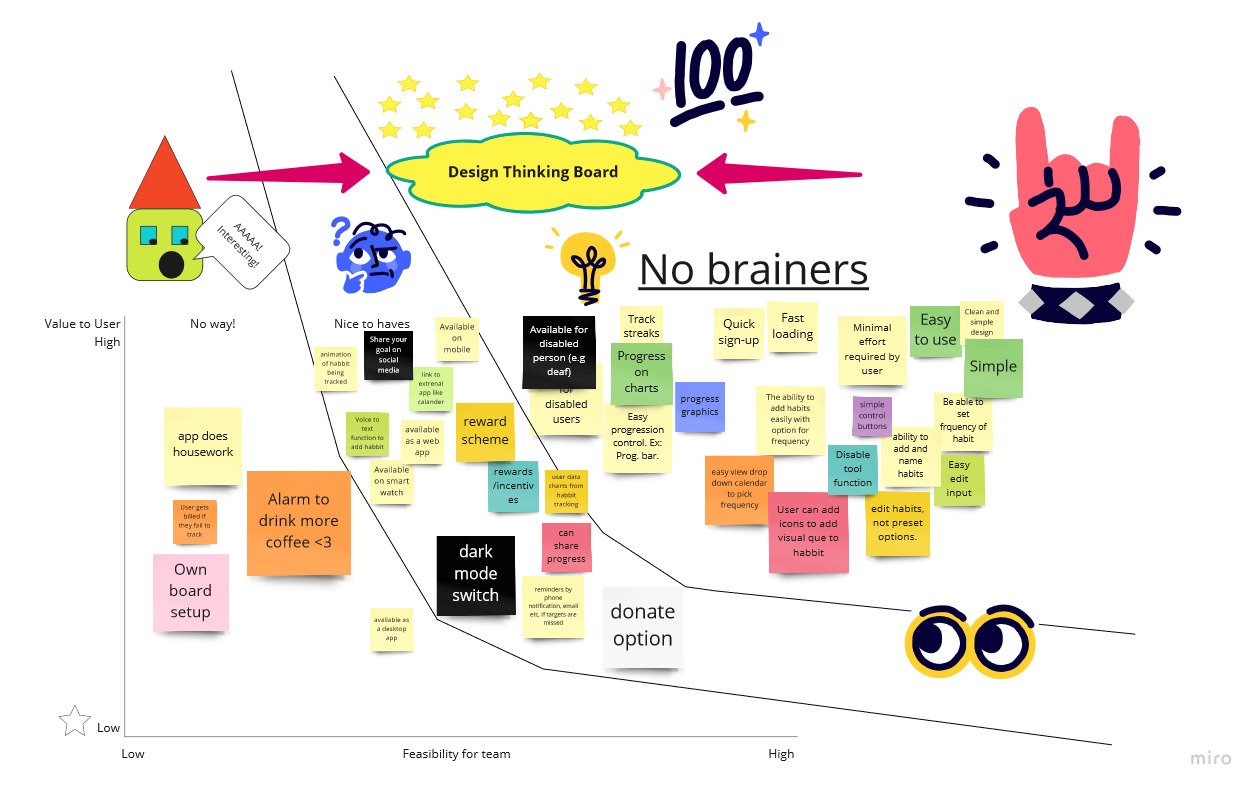 100
Design Thinking Board
AAAAA!
Interesting!
?
No brainers
Value to User
High
No way!
Nice to haves
animation
of habbit
being
tracked
Share your
goal on
social
media
Available
on
mobile
link to
extrenal
app like
calander
Voice to
text
function to
add habbit
available
as a web
app
Available
on smart
watch
reward
scheme
rewards
/incentiv
es
user data
charts from
habbit
tracking
can
share
progress
dark
mode
switch
reminders by
phone
notification, email
etc, if targets are
missed
donate
option
available as
a desktop
app
app does
housework
User gets
billed if
they fail to
track
Own
board
setup
Alarm to
drink more
coffee <3
Available for
disabled
person (e.g
deaf)
for
disabled
users
Track
streaks
Progress
on
charts
Easy
progression
control. Ex:
Prog. bar.
progress
graphics
Quick
sign-up
Fast
loading
Minimal
effort
required by
user
Easy
to use
Clean and
simple
design
Simple
The ability to
add habits
easily with
option for
frequency
simple
control
buttons
Be able to
set
frquency of
habit
ability to
add and
name
habits
Disable
tool
function
Easy
edit
input
easy view drop
down calendar
to pick
frequency
User can add
icons to add
visual que to
habbit
edit habits,
not preset
options.
Low
Low
Feasibility for team
High
miro